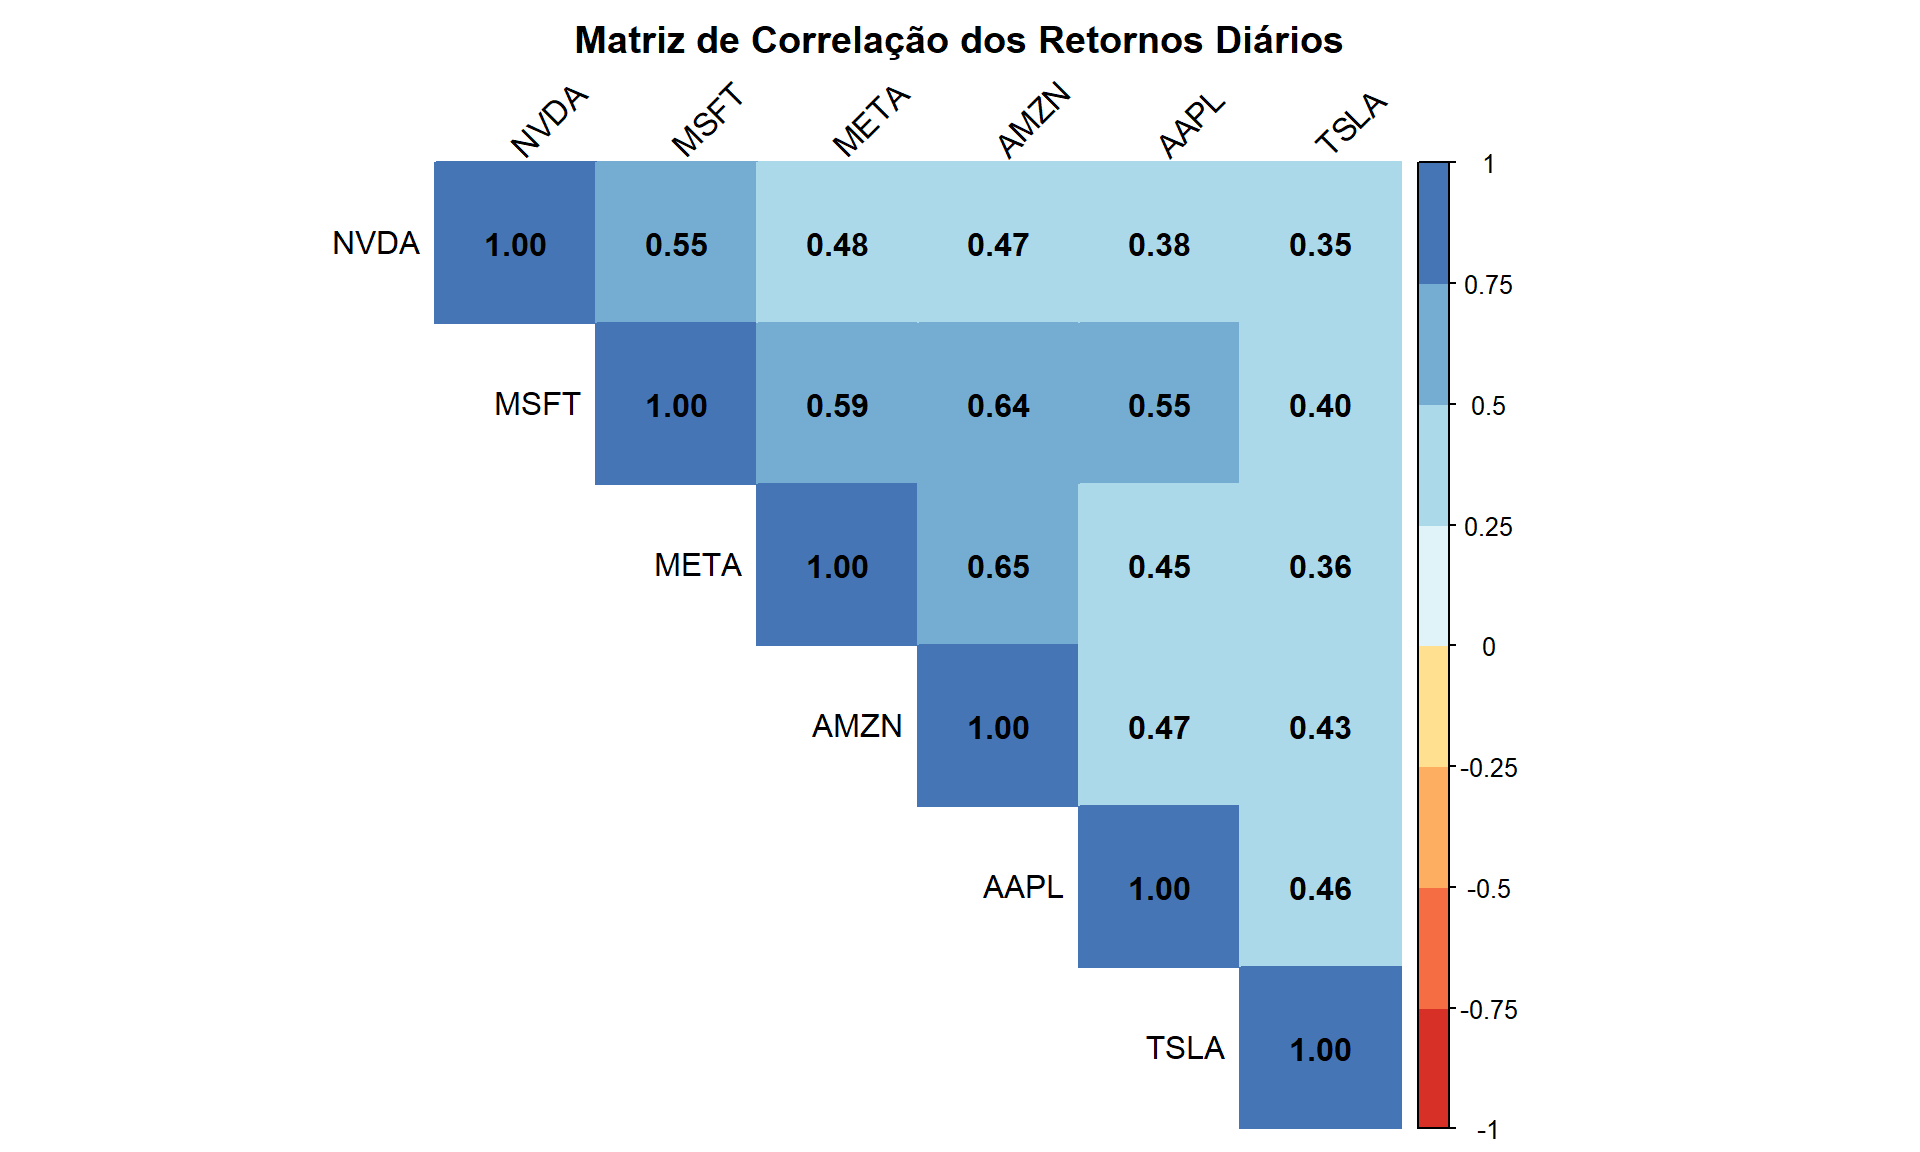 Matriz de Correlação dos Retornos Diários
NVDA MSFT META AMZN AAPL TSLA
NVDA 1.00 0.55 0.48 0.47 0.38 0.35
MSFT 1.00 0.59 0.64 0.55 0.40
META 1.00 0.65 0.45 0.36
AMZN 1.00 0.47 0.43
AAPL 1.00 0.46
TSLA 1.00
1
0.75
0.5
0.25
0
-0.25
-0.5
-0.75
-1